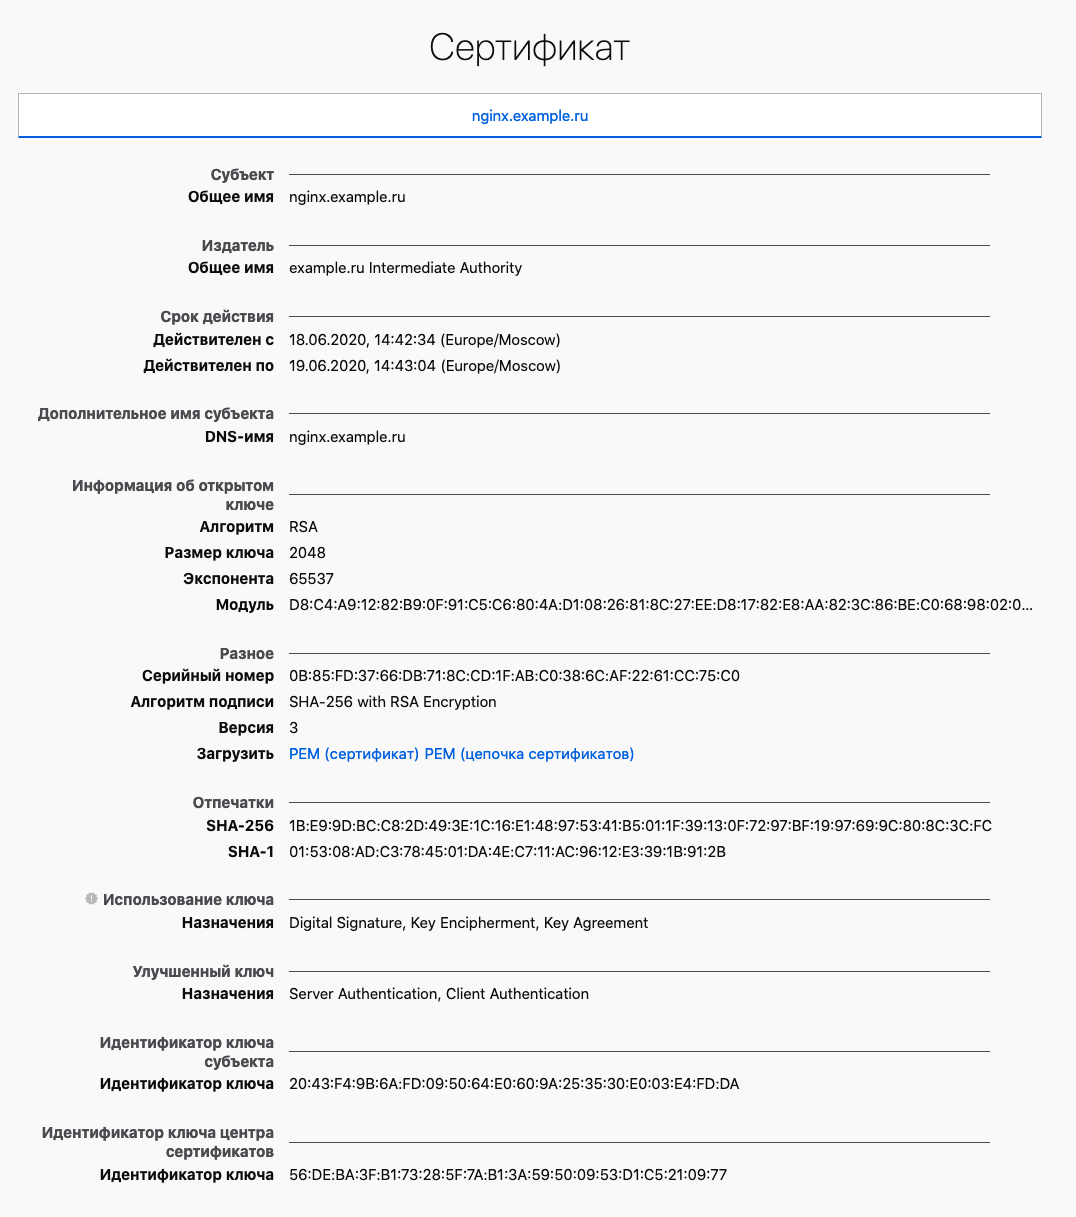 Сертификат
nginx.example.ru
Субъект
Общее имя nginx.example.ru
Издатель
Общее имя example.ru Intermediate Authority
Срок действия
Действителен с 18.06.2020, 14:42:34 (Europe/Moscow)
Действителен по 19.06.2020, 14:43:04 (Europe/Moscow)
Дополнительное имя субъекта
DNS-имя nginx.example.ru
Информация об открытом
ключе
Алгоритм RSA
Размер ключа 2048
Экспонента 65537
Модуль D8:C4:A9:12:82:B9:0F:91:C5:C6:80:4A:D1:08:26:81:8C:27:EE:D8:17:82:E8:AA:82:3C:86:BE:C0:68:98:02:0...
Разное
Серийный номер 0B:85:FD:37:66:DB:71:8C:CD:1F:AB:C0:38:6C:AF:22:61:CC:75:C0
Алгоритм подписи SHA-256 with RSA Encryption
Версия 3
Загрузить PEM (сертификат) PEM (цепочка сертификатов)
Отпечатки
SHA-256 1B:E9:9D:BC:C8:2D:49:3E:1C:16:E1:48:97:53:41:B5:01:1F:39:13:0F:72:97:BF:19:97:69:9C:80:8C:3C:FC
SHA-1 01:53:08:AD:C3:78:45:01:DA:4E:C7:11:AC:96:12:E3:39:1B:91:2B
Использование ключа
Назначения Digital Signature, Key Encipherment, Key Agreement
Улучшенный ключ
Назначения Server Authentication, Client Authentication
Идентификатор ключа
субъекта
Идентификатор ключа 20:43:F4:9B:6A:FD:09:50:64:E0:60:9A:25:35:30:E0:03:E4:FD:DA
Идентификатор ключа центра
сертификатов
Идентификатор ключа 56:DE:BA:3F:B1:73:28:5F:7A:B1:3A:59:50:09:53:D1:C5:21:09:77